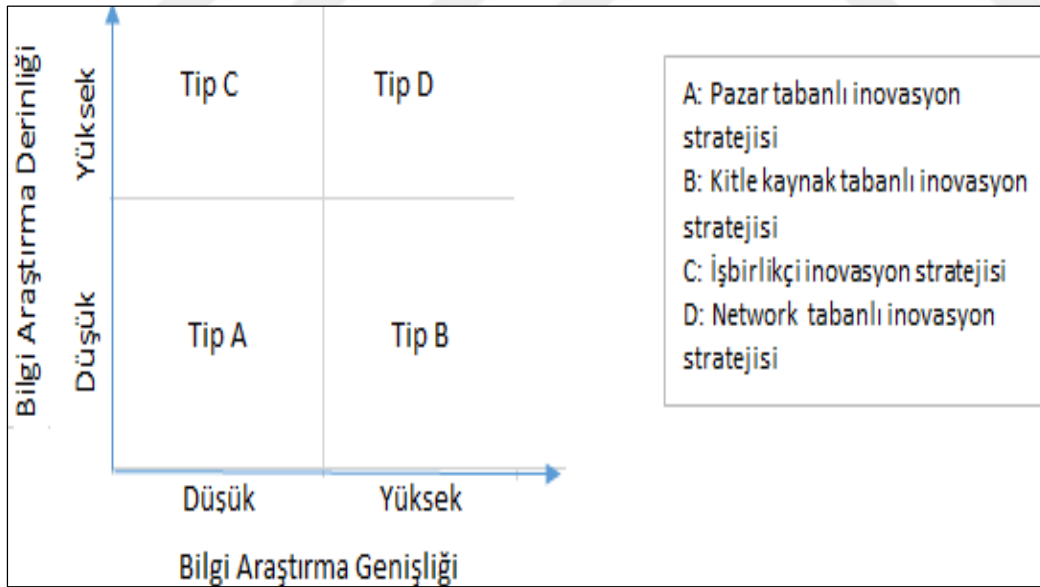 Bilgi Araştırma Derinliği
Yüksek
Düşük
Tip C
Tip D
Tip A
Tip B
Düşük
Yüksek
Bilgi Araştırma Genişliği
A: Pazar tabanlı inovasyon
stratejisi
B: Kitle kaynak tabanlı inovasyon
stratejisi
C: İşbirlikçi inovasyon stratejisi
D: Network tabanlı inovasyon
stratejisi